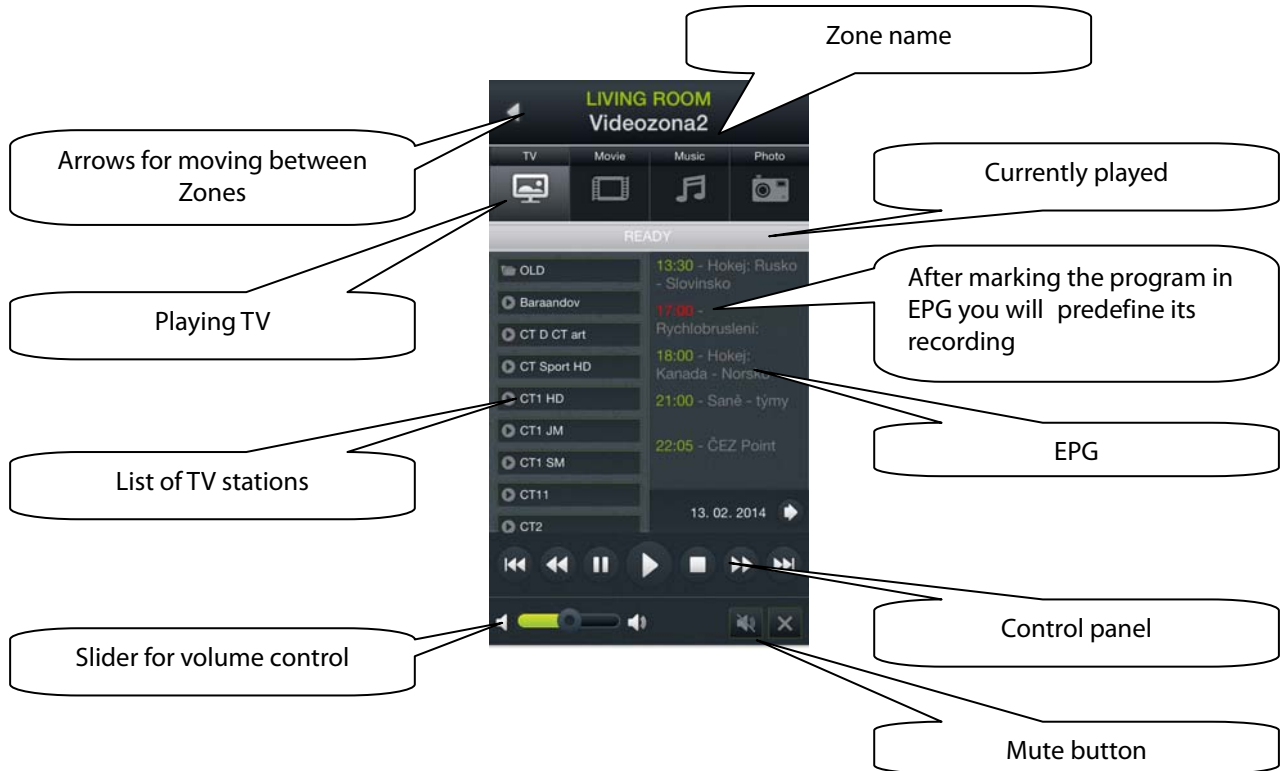 Zone name
LIVING ROOM
Videozona2
Arrows for moving between
Zones
TV
Movie
Music
Photo
Currently played
READY
Playing TV
OLD
Baraandov
CT D CT art
CT Sport HD
CT1 HD
CT1 JM
CT1 SM
CT11
CT2
13:30 - Hokej: Rusko
- Slovinsko
17:00 -
Rychlobruslení:
18:00 - Hokej:
Kanada - Norsko
21:00 - Saně - týmy
22:05 - ČEZ Point
13. 02. 2014
After marking the program in
EPG you will predefine its
recording
EPG
List of TV stations
Control panel
Slider for volume control
Mute button